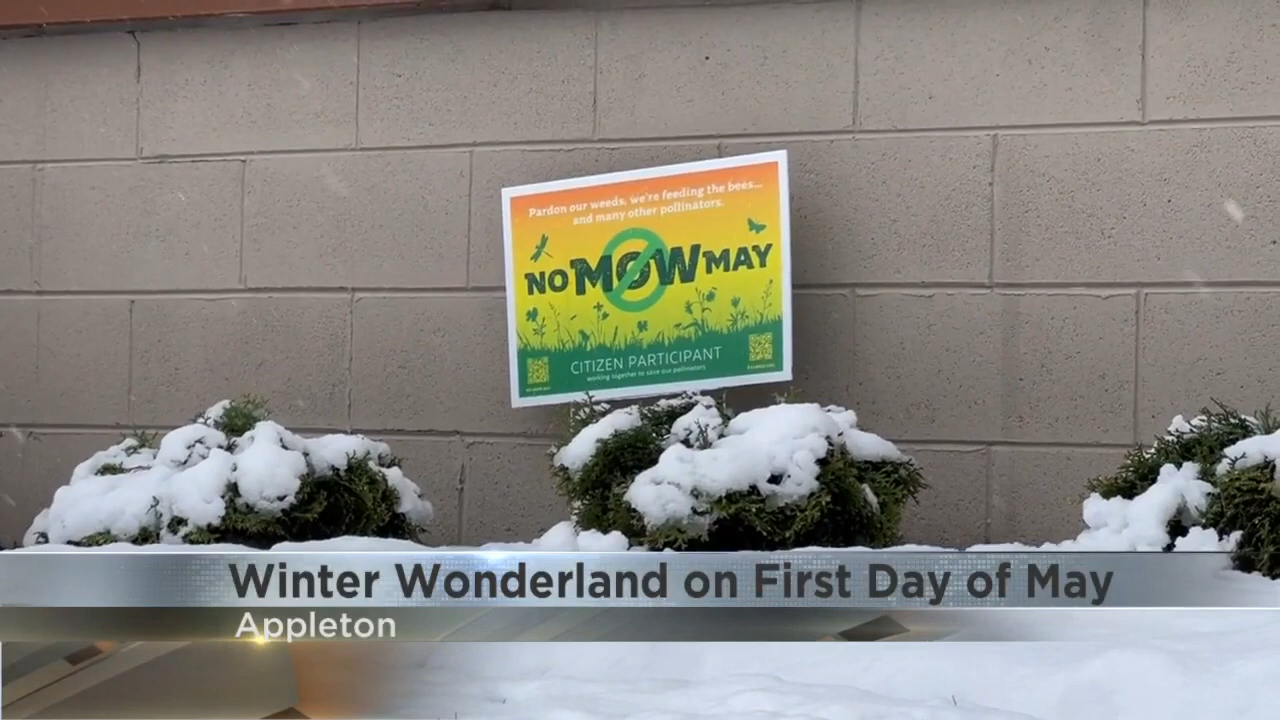 Pardon our weeds, we're feeding the bees...
and many other pollinators.
NO MOW MAY
CITIZEN PARTICIPANT
working together to save our pollinators
Winter Wonderland on First Day of May
Appleton